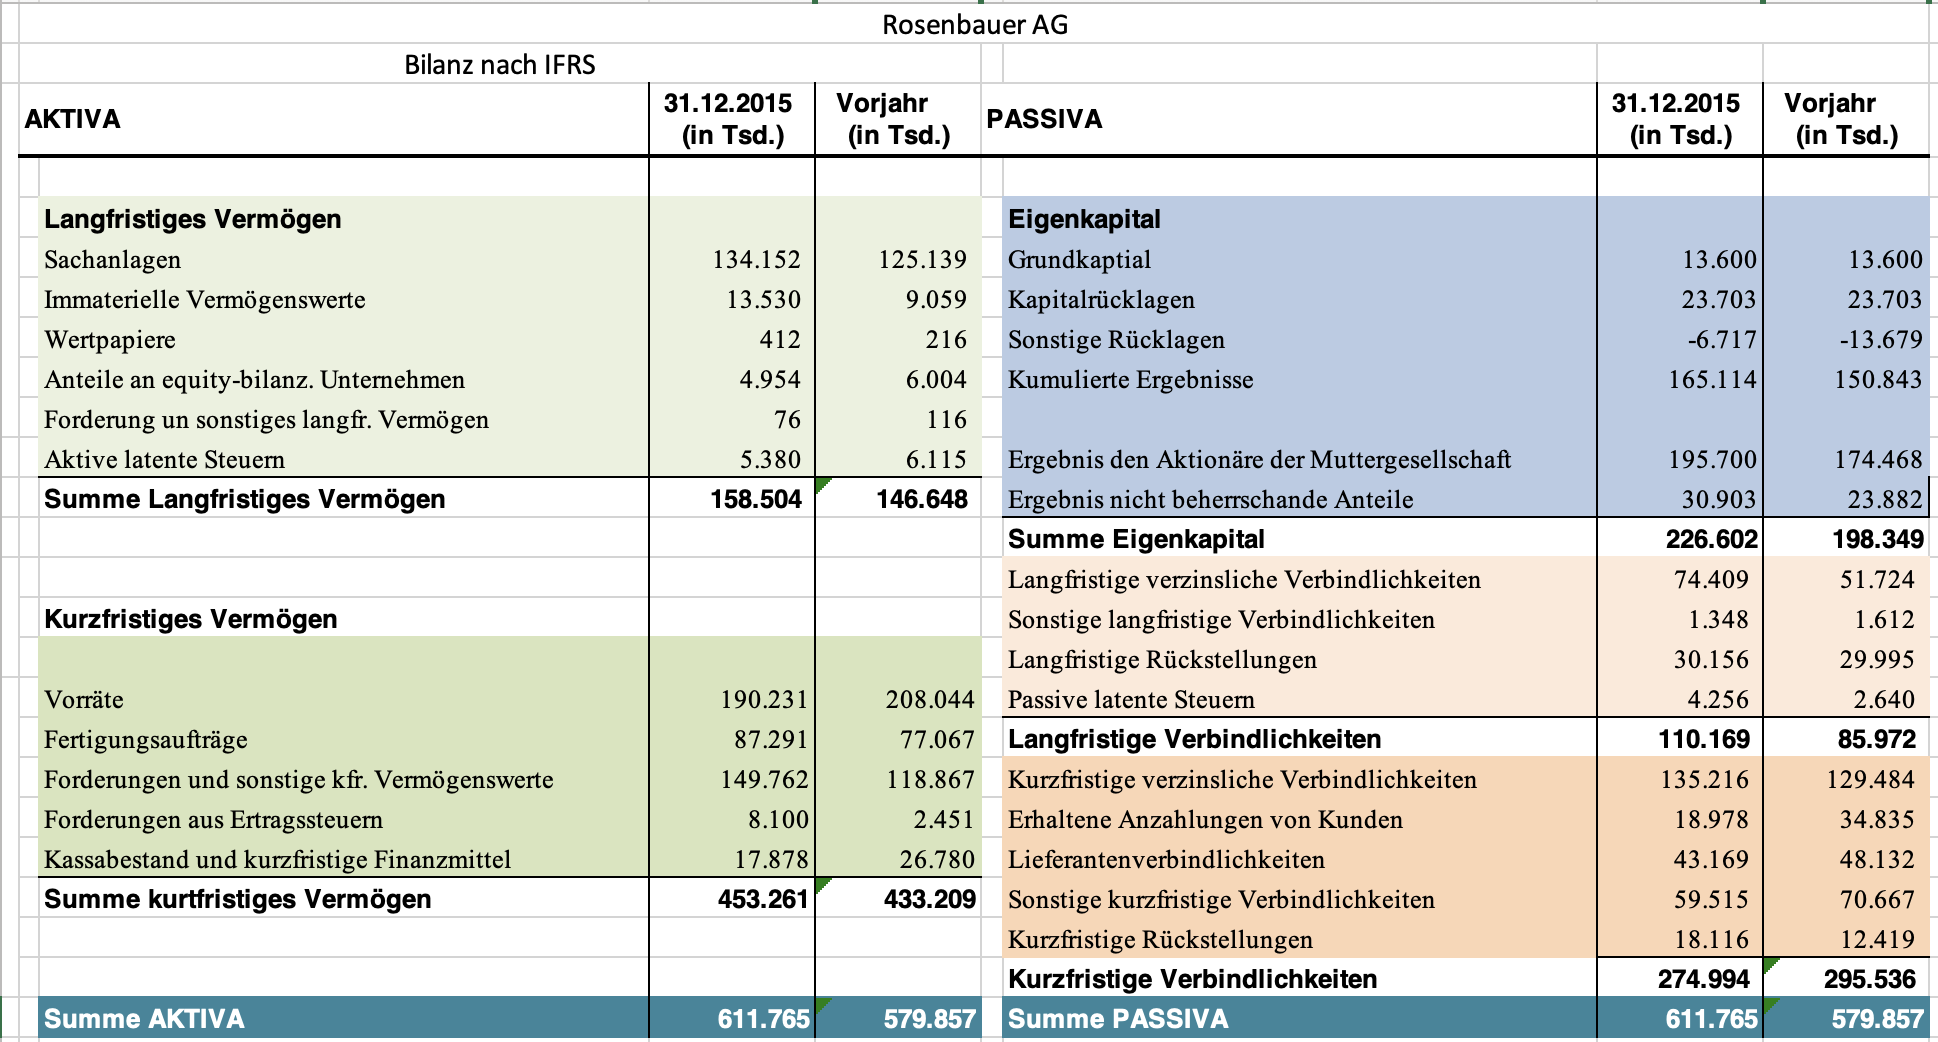 Rosenbauer AG
Bilanz nach IFRS
AKTIVA 31.12.2015 (in Tsd.) Vorjahr (in Tsd.) PASSIVA 31.12.2015 (in Tsd.) Vorjahr (in Tsd.)
Langfristiges Vermögen Eigenkapital
Sachanlagen 134.152 125.139 Grundkaptial 13.600 13.600
Immaterielle Vermögenswerte 13.530 9.059 Kapitalrücklagen 23.703 23.703
Wertpapiere 412 216 Sonstige Rücklagen -6.717 -13.679
Anteile an equity-bilanz. Unternehmen 4.954 6.004 Kumulierte Ergebnisse 165.114 150.843
Forderung un sonstiges langfr. Vermögen 76 116
Aktive latente Steuern 5.380 6.115 Ergebnis den Aktionäre der Muttergesellschaft 195.700 174.468
Summe Langfristiges Vermögen 158.504 146.648 Ergebnis nicht beherrschande Anteile 30.903 23.882
Summe Eigenkapital 226.602 198.349
Langfristige verzinsliche Verbindlichkeiten 74.409 51.724
Kurzfristiges Vermögen Sonstige langfristige Verbindlichkeiten 1.348 1.612
Langfristige Rückstellungen 30.156 29.995
Vorräte 190.231 208.044 Passive latente Steuern 4.256 2.640
Fertigungsaufträge 87.291 77.067 Langfristige Verbindlichkeiten 110.169 85.972
Forderungen und sonstige kfr. Vermögenswerte 149.762 118.867 Kurzfristige verzinsliche Verbindlichkeiten 135.216 129.484
Forderungen aus Ertragssteuern 8.100 2.451 Erhaltene Anzahlungen von Kunden 18.978 34.835
Kassabestand und kurzfristige Finanzmittel 17.878 26.780 Lieferantenverbindlichkeiten 43.169 48.132
Summe kurtfristiges Vermögen 453.261 433.209 Sonstige kurzfristige Verbindlichkeiten 59.515 70.667
Kurzfristige Rückstellungen 18.116 12.419
Kurzfristige Verbindlichkeiten 274.994 295.536
Summe AKTIVA 611.765 579.857 Summe PASSIVA 611.765 579.857